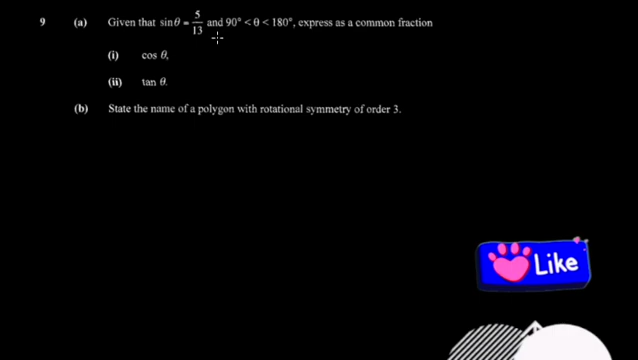 9 (a) Given that sin θ = 5/13 and 90° < θ < 180°, express as a common fraction
(i) cos θ,
(ii) tan θ.
(b) State the name of a polygon with rotational symmetry of order 3.
Like